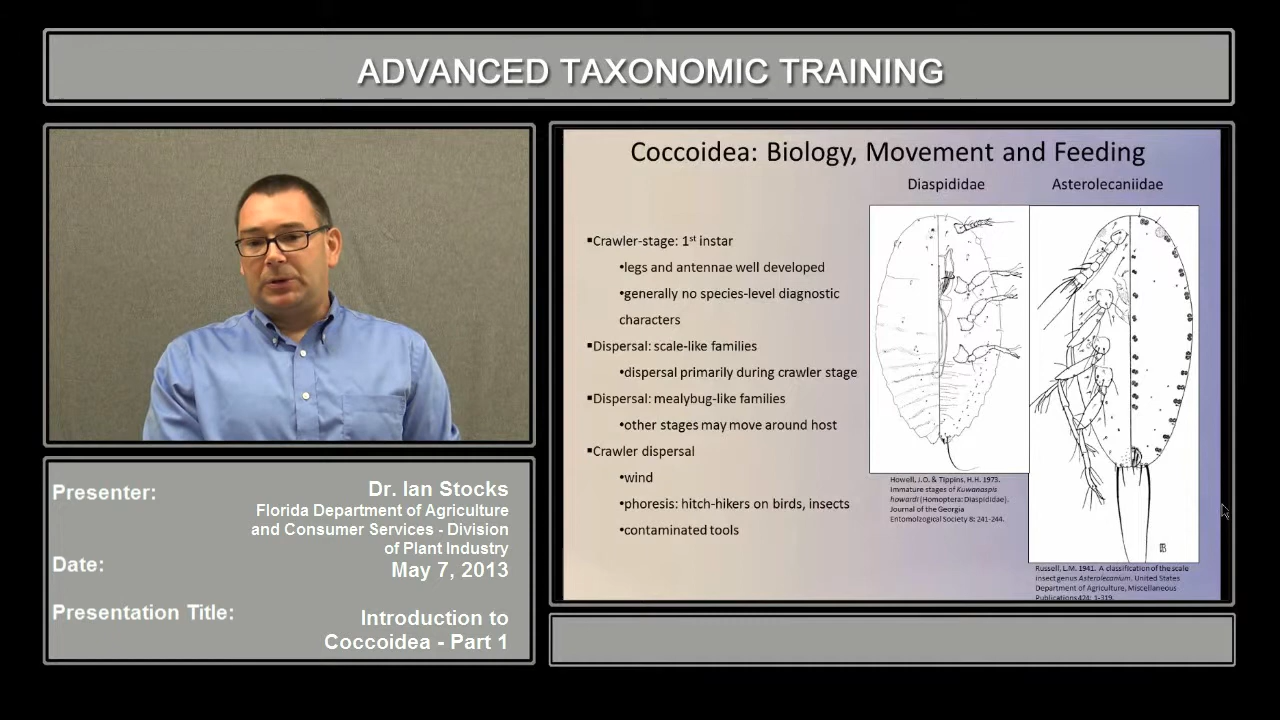 ADVANCED TAXONOMIC TRAINING
Presenter:
Dr. Ian Stocks
Florida Department of Agriculture
and Consumer Services - Division
of Plant Industry
Date:
May 7, 2013
Presentation Title:
Introduction to
Coccoidea - Part 1
Coccoidea: Biology, Movement and Feeding
Diaspididae
Asterolecaniidae
▪Crawler-stage: 1st instar
•legs and antennae well developed
•generally no species-level diagnostic
characters
▪Dispersal: scale-like families
•dispersal primarily during crawler stage
▪Dispersal: mealybug-like families
•other stages may move around host
▪Crawler dispersal
•wind
•phoresis: hitch-hikers on birds, insects
•contaminated tools
Howell, J.O. & Tippins, H.H. 1973.
Immature stages of Kuwanaspis
howardi (Homoptera: Diaspididae).
Journal of the Georgia
Entomological Society 8: 241-244.
Russell, L.M. 1941. A classification of the scale
insect genus Asterolecanium. United States
Department of Agriculture, Miscellaneous
Publications 424: 1-319.